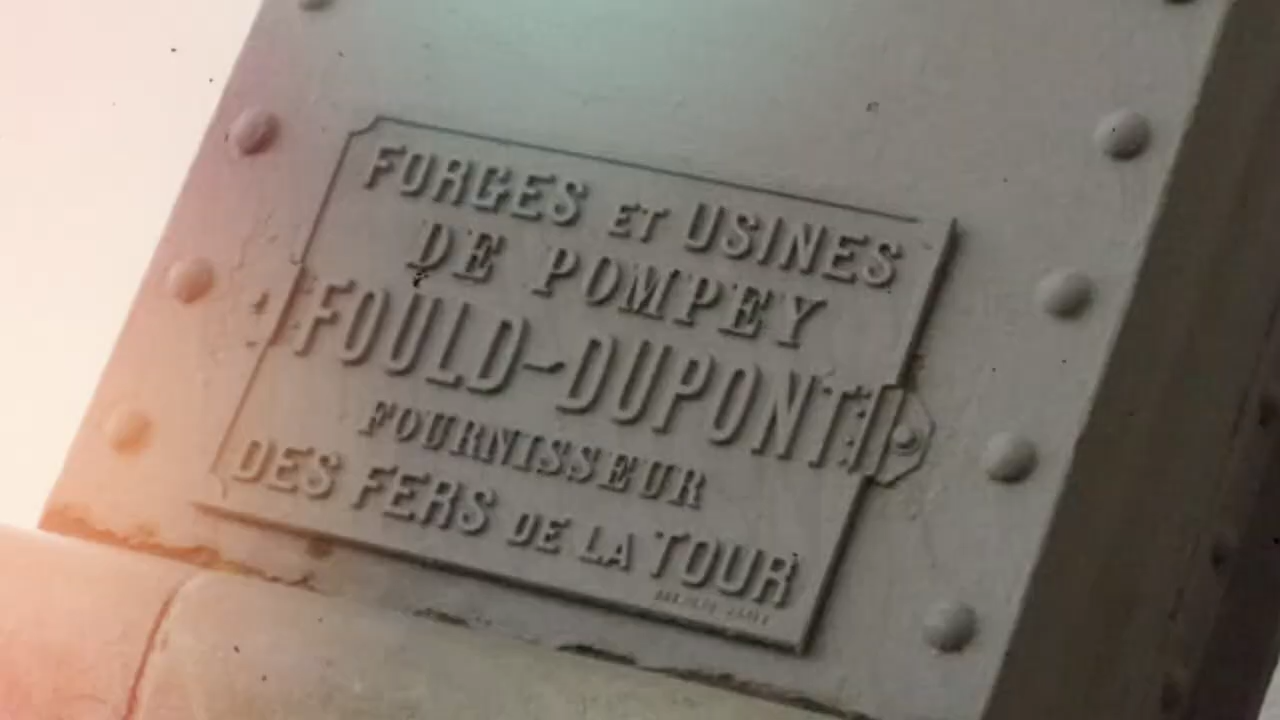 FORGES ET USINES
DE POMPEY
FOULD-DUPONT
FOURNISSEUR
DES FERS DE LA TOUR